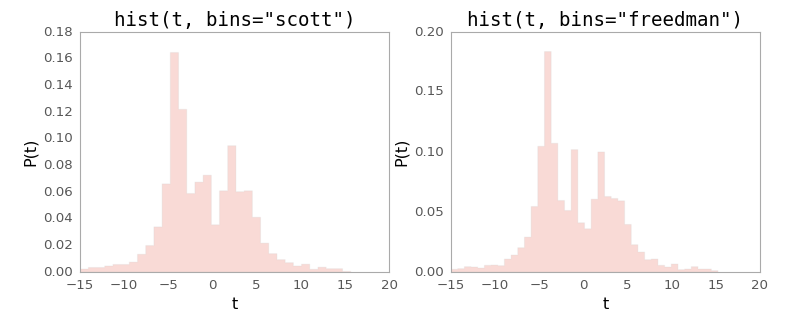 hist(t, bins="scott")
0.18
0.16
0.14
0.12
0.10
0.08
0.06
0.04
0.02
0.00
P(t)
−15 −10 −5 0 5 10 15 20
t
hist(t, bins="freedman")
0.20
0.15
0.10
0.05
0.00
P(t)
−15 −10 −5 0 5 10 15 20
t